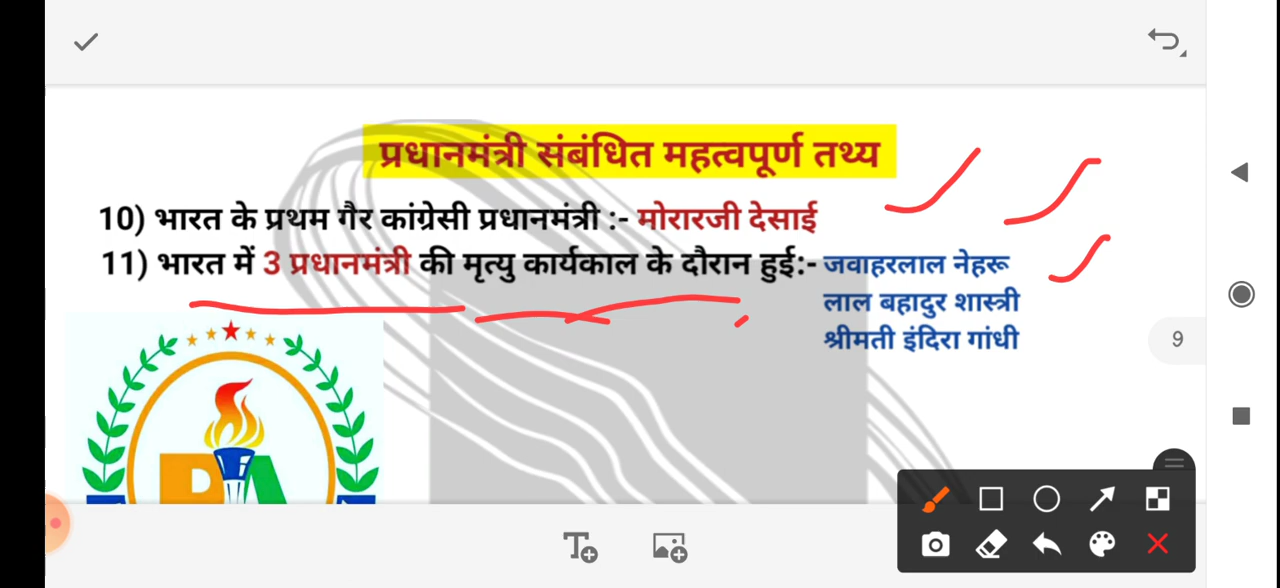 प्रधानमंत्री संबंधित महत्वपूर्ण तथ्य
10) भारत के प्रथम गैर कांग्रेसी प्रधानमंत्री :- मोरारजी देसाई
11) भारत में 3 प्रधानमंत्री की मृत्यु कार्यकाल के दौरान हुई:- जवाहरलाल नेहरू
लाल बहादुर शास्त्री
श्रीमती इंदिरा गांधी
9